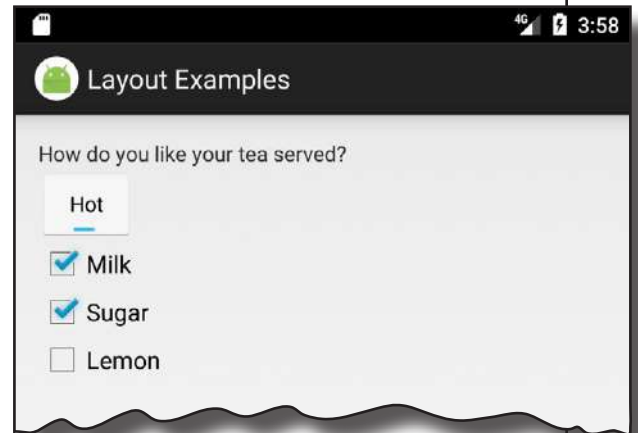 4G 3:58
Layout Examples
How do you like your tea served?
Hot
Milk
Sugar
Lemon